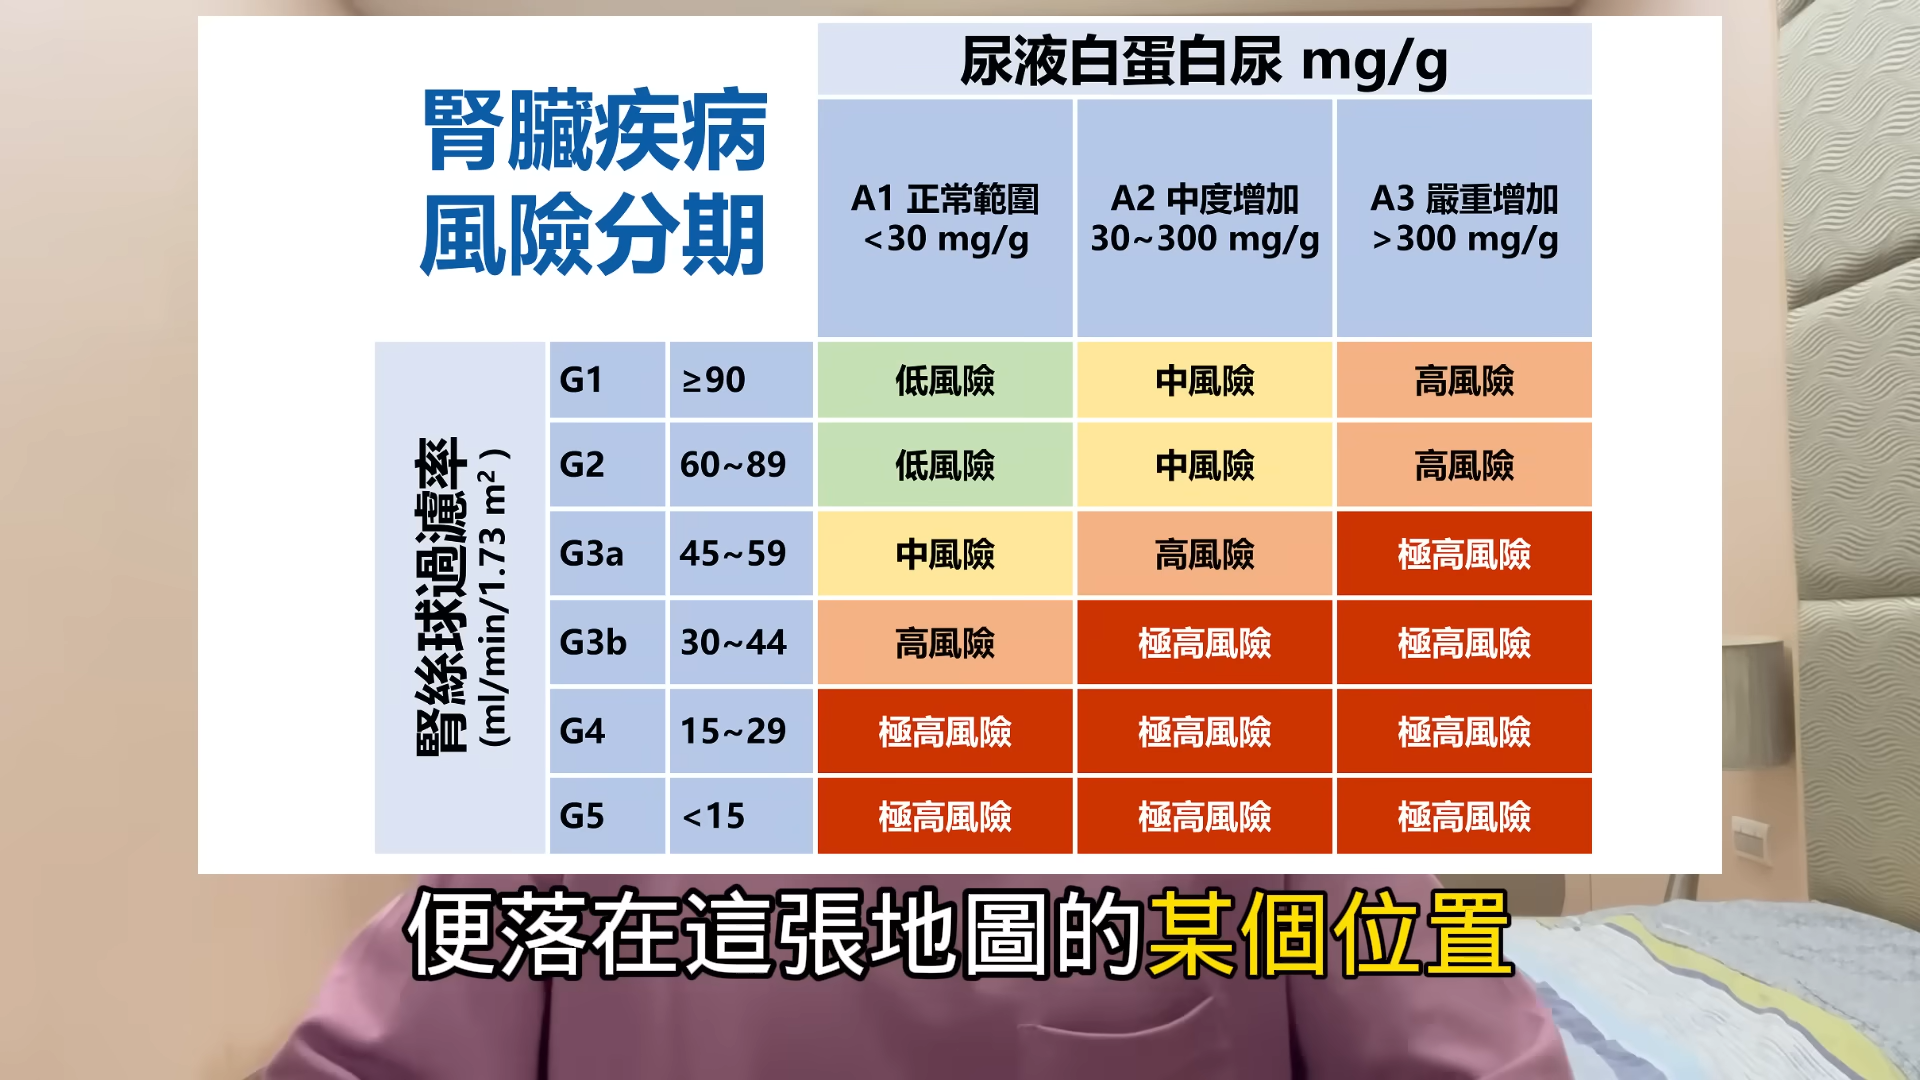 腎臟疾病
風險分期
尿液白蛋白尿 mg/g
A1 正常範圍
<30 mg/g
A2 中度增加
30~300 mg/g
A3 嚴重增加
>300 mg/g
腎絲球過濾率
(ml/min/1.73 m² )
G1 ≥90 低風險 中風險 高風險
G2 60~89 低風險 中風險 高風險
G3a 45~59 中風險 高風險 極高風險
G3b 30~44 高風險 極高風險 極高風險
G4 15~29 極高風險 極高風險 極高風險
G5 <15 極高風險 極高風險 極高風險
便落在這張地圖的某個位置